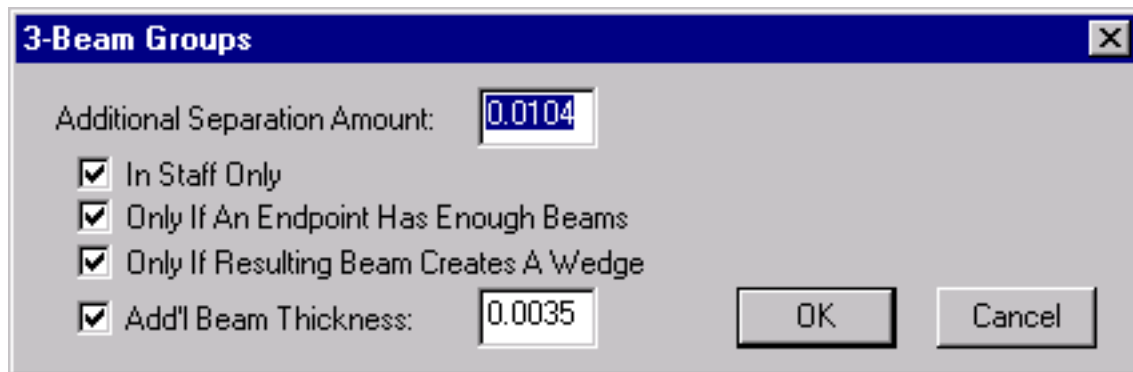 3-Beam Groups
Additional Separation Amount: 0.0104
In Staff Only
Only If An Endpoint Has Enough Beams
Only If Resulting Beam Creates A Wedge
Add'l Beam Thickness: 0.0035 OK Cancel